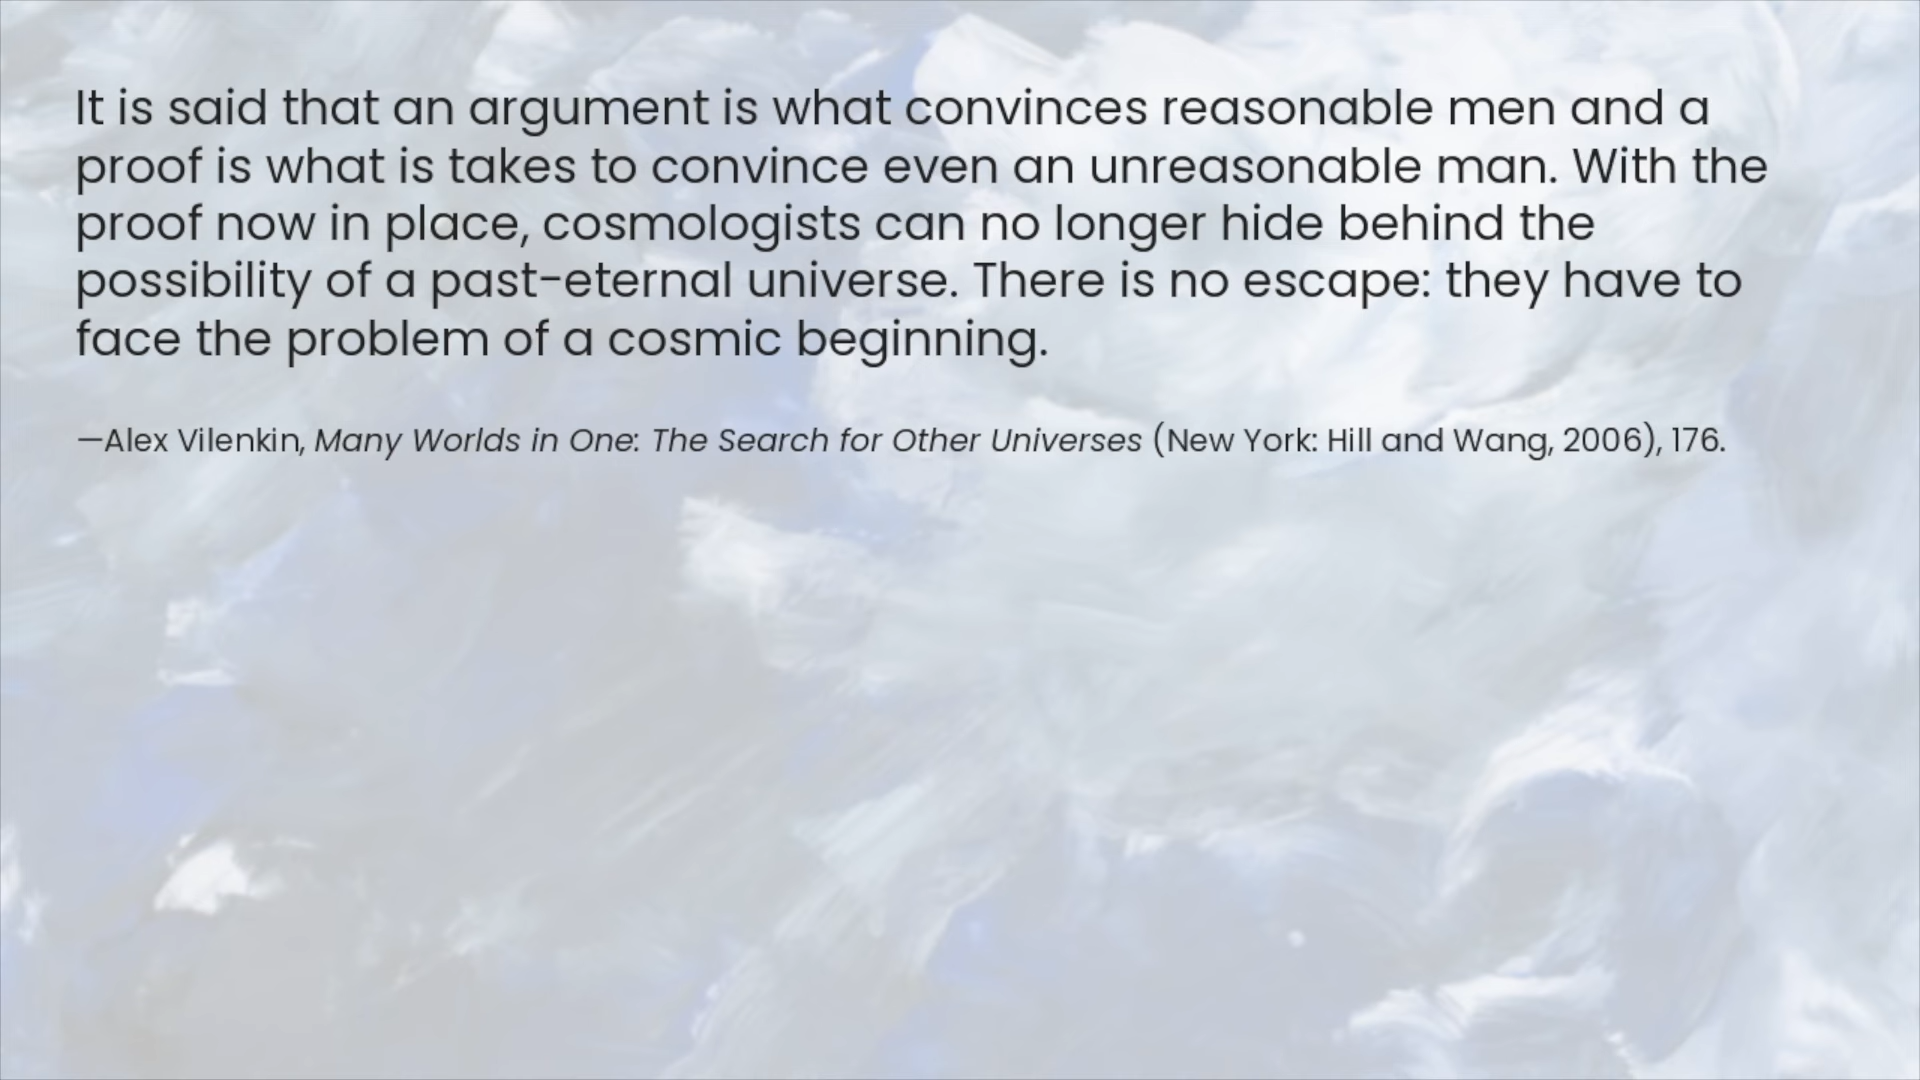 It is said that an argument is what convinces reasonable men and a
proof is what is takes to convince even an unreasonable man. With the
proof now in place, cosmologists can no longer hide behind the
possibility of a past-eternal universe. There is no escape: they have to
face the problem of a cosmic beginning.
—Alex Vilenkin, Many Worlds in One: The Search for Other Universes (New York: Hill and Wang, 2006), 176.